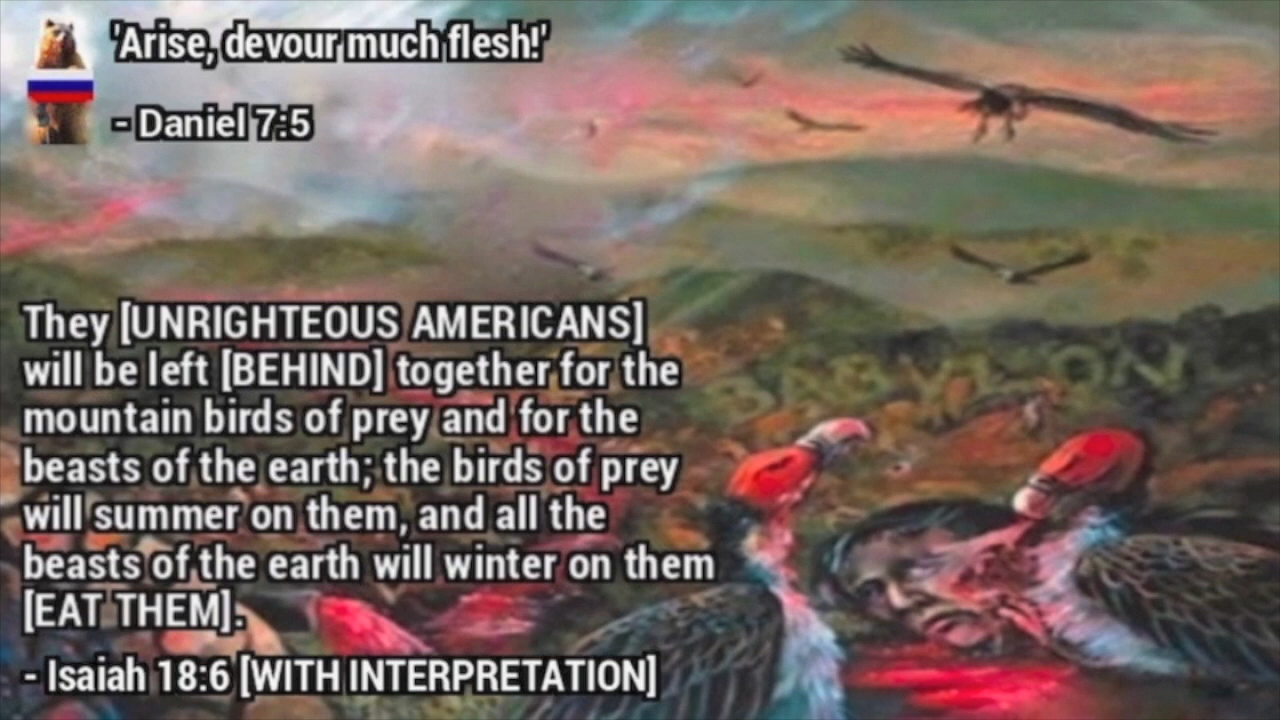 'Arise, devour much flesh!'
- Daniel 7:5
BABYLON
They [UNRIGHTEOUS AMERICANS]
will be left [BEHIND] together for the
mountain birds of prey and for the
beasts of the earth; the birds of prey
will summer on them, and all the
beasts of the earth will winter on them
[EAT THEM].
- Isaiah 18:6 [WITH INTERPRETATION]